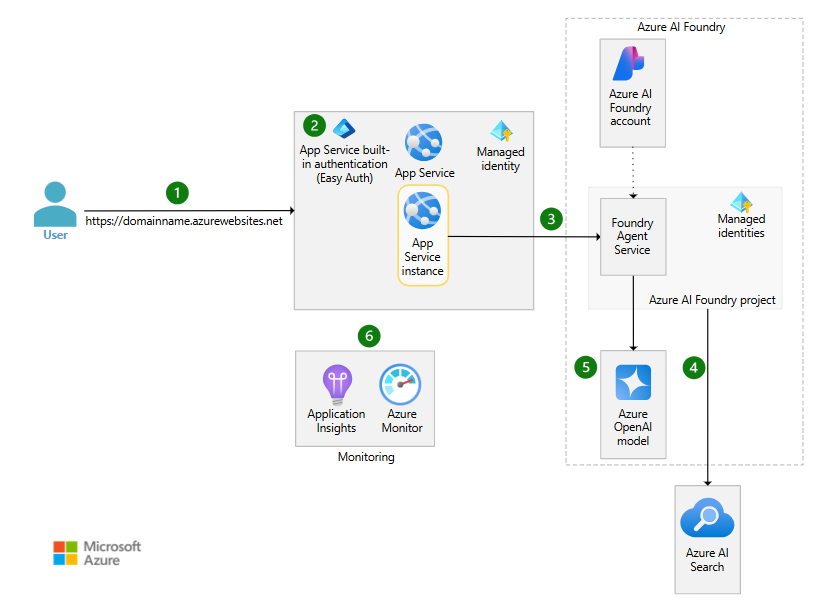 Azure AI Foundry
Azure AI
Foundry
account
2
App Service built-
in authentication
(Easy Auth)
App Service
Managed
identity
1
User
https://domainname.azurewebsites.net
App
Service
instance
3
Foundry
Agent
Service
Managed
identities
Azure AI Foundry project
6
Application
Insights
Azure
Monitor
Monitoring
5
Azure
OpenAI
model
4
Azure AI
Search
Microsoft
Azure